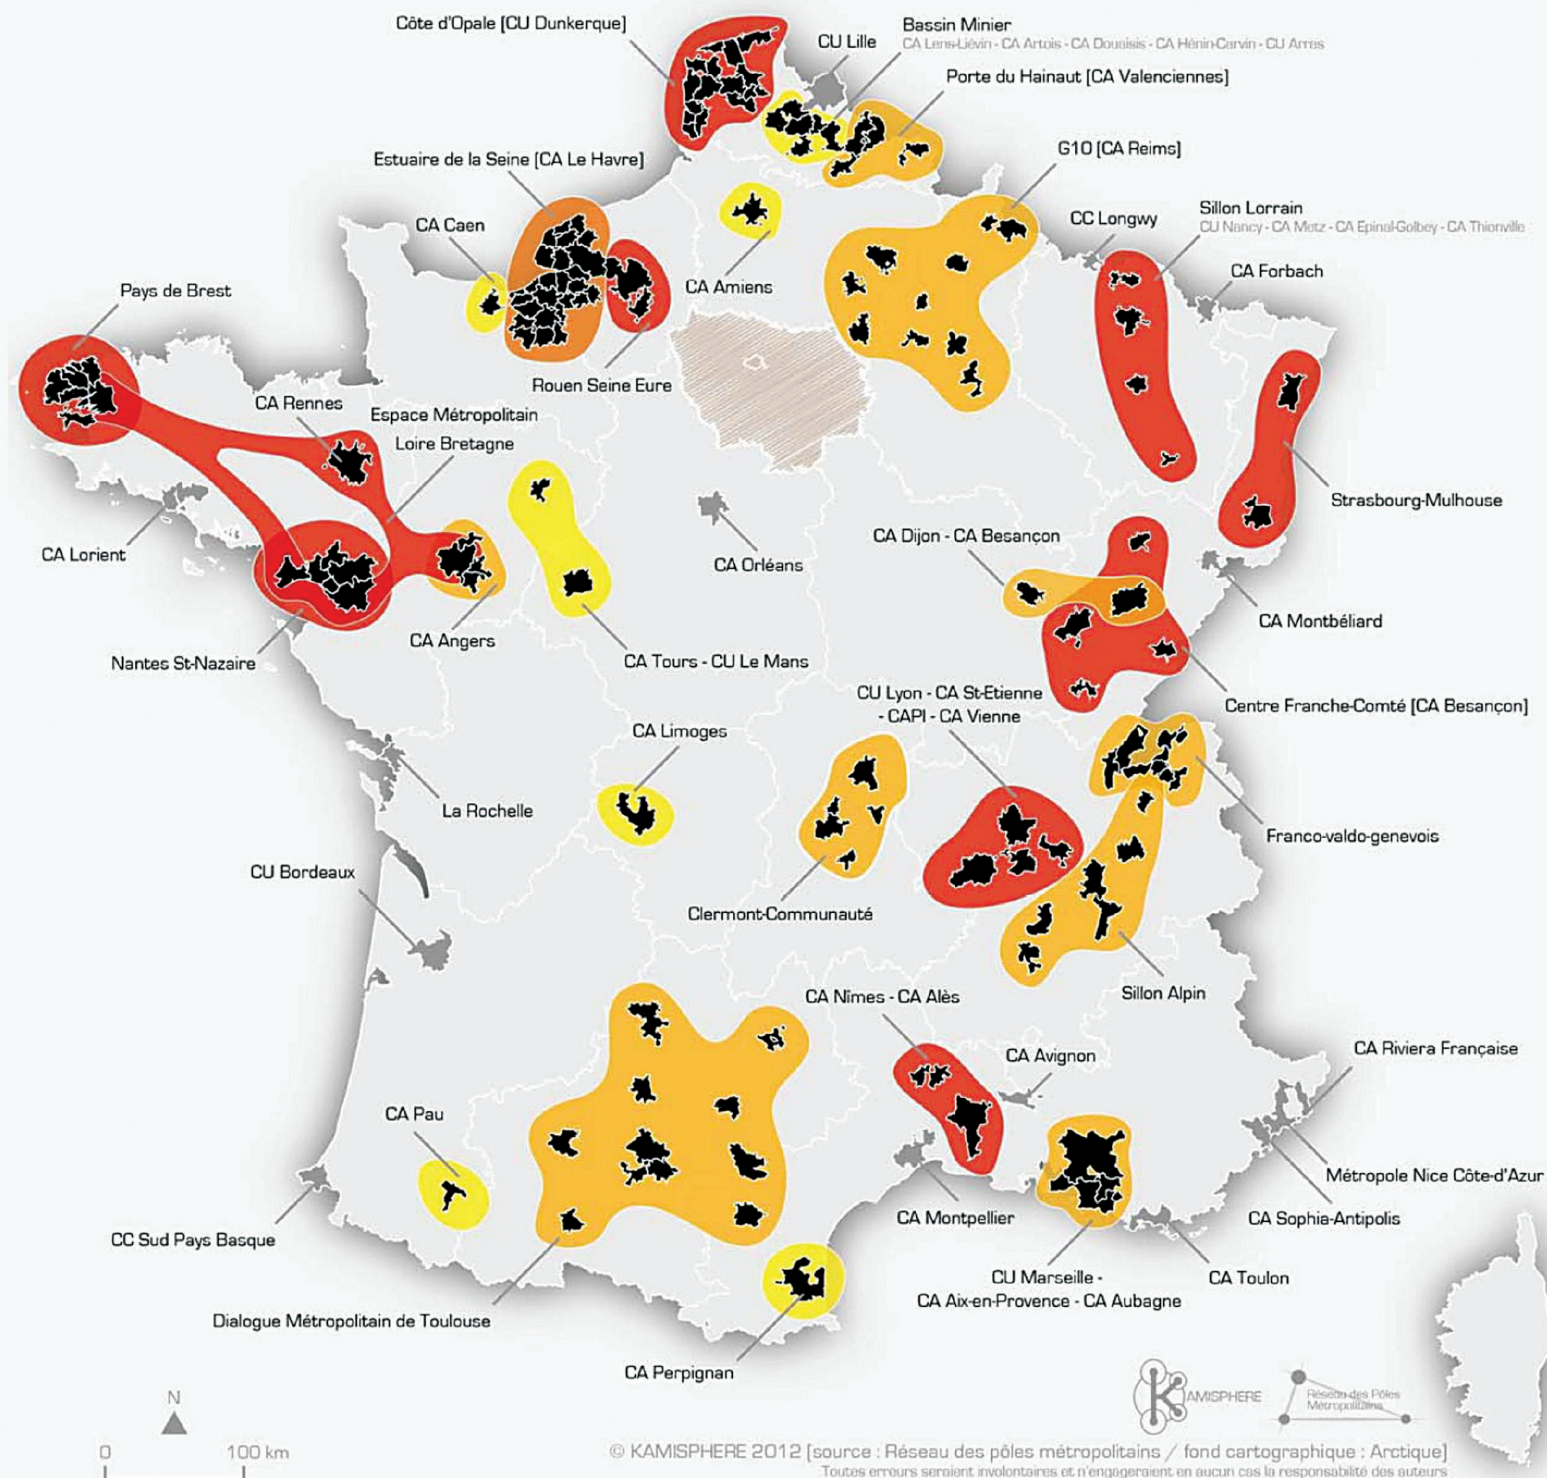 Côte d'Opale [CU Dunkerque]
CU Lille
Bassin Minier
CA Lens-Liévin - CA Artois - CA Douaisis - CA Hénin-Carvin - CU Arras
Porte du Hainaut [CA Valenciennes]
Estuaire de la Seine [CA Le Havre]
G10 [CA Reims]
CA Caen
CC Longwy
Sillon Lorrain
CU Nancy - CA Metz - CA Epinal-Golbey - CA Thionville
CA Forbach
CA Amiens
Pays de Brest
Rouen Seine Eure
CA Rennes
Espace Métropolitain
Loire Bretagne
Strasbourg-Mulhouse
CA Lorient
CA Orléans
CA Dijon - CA Besançon
CA Montbéliard
CA Angers
Nantes St-Nazaire
CA Tours - CU Le Mans
CU Lyon - CA St-Etienne
- CAPI - CA Vienne
Centre Franche-Comté [CA Besançon]
CA Limoges
La Rochelle
Franco-valdo-genevois
CU Bordeaux
Clermont-Communauté
Sillon Alpin
CA Nîmes - CA Alès
CA Avignon
CA Riviera Française
CA Pau
Métropole Nice Côte-d'Azur
CA Montpellier
CA Sophia-Antipolis
CC Sud Pays Basque
CU Marseille -
CA Aix-en-Provence - CA Aubagne
CA Toulon
Dialogue Métropolitain de Toulouse
CA Perpignan
N
0 100 km
KAMISPHERE
Réseau des Pôles
Métropolitains
© KAMISPHERE 2012 [source : Réseau des pôles métropolitains / fond cartographique : Arctique]
Toutes erreurs seraient involontaires et n'engageraient en aucun cas la responsabilité des auteurs